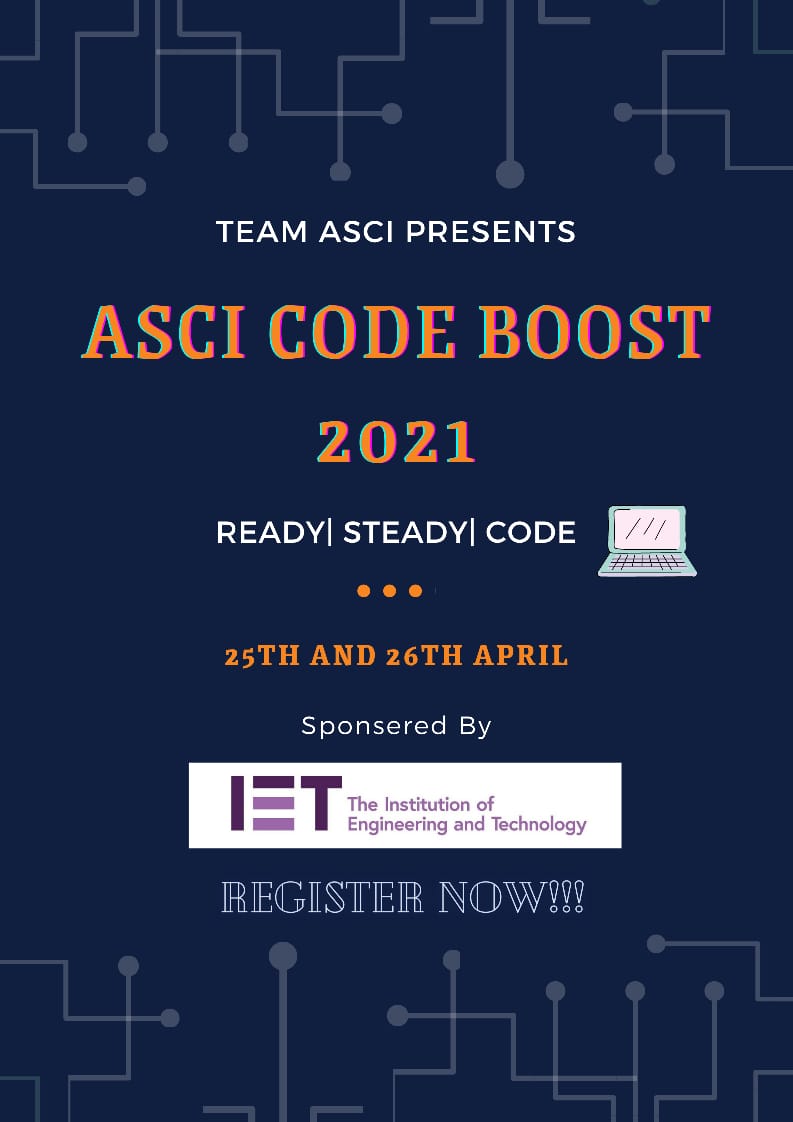 TEAM ASCI PRESENTS
ASCI CODE BOOST
2021
READY| STEADY| CODE
25TH AND 26TH APRIL
Sponsered By
IET The Institution of
Engineering and Technology
REGISTER NOW!!!